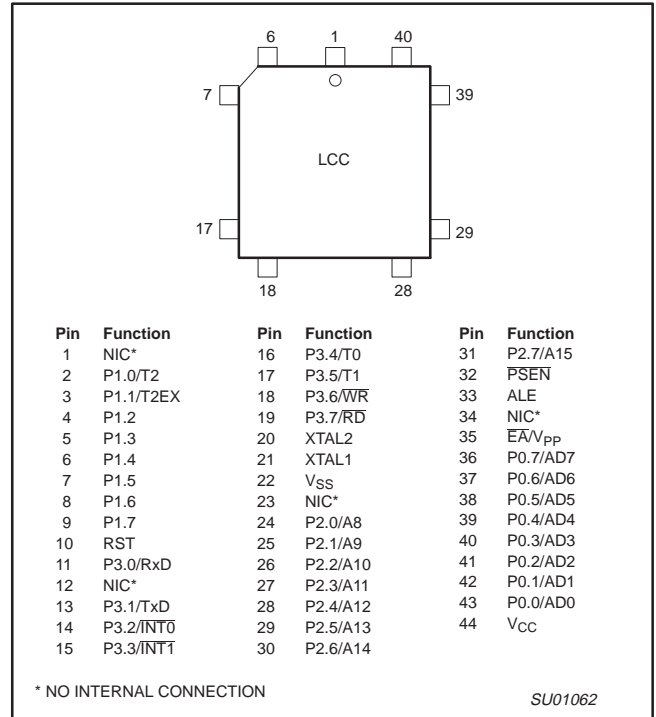 6 1 40
7 39
LCC
17 29
18 28
Pin Function Pin Function Pin Function
1 NIC* 16 P3.4/T0 31 P2.7/A15
2 P1.0/T2 17 P3.5/T1 32 P̅S̅E̅N̅
3 P1.1/T2EX 18 P3.6/W̅R̅ 33 ALE
4 P1.2 19 P3.7/R̅D̅ 34 NIC*
5 P1.3 20 XTAL2 35 E̅A̅/VPP
6 P1.4 21 XTAL1 36 P0.7/AD7
7 P1.5 22 VSS 37 P0.6/AD6
8 P1.6 23 NIC* 38 P0.5/AD5
9 P1.7 24 P2.0/A8 39 P0.4/AD4
10 RST 25 P2.1/A9 40 P0.3/AD3
11 P3.0/RxD 26 P2.2/A10 41 P0.2/AD2
12 NIC* 27 P2.3/A11 42 P0.1/AD1
13 P3.1/TxD 28 P2.4/A12 43 P0.0/AD0
14 P3.2/I̅N̅T̅0̅ 29 P2.5/A13 44 VCC
15 P3.3/I̅N̅T̅1̅ 30 P2.6/A14
* NO INTERNAL CONNECTION
SU01062